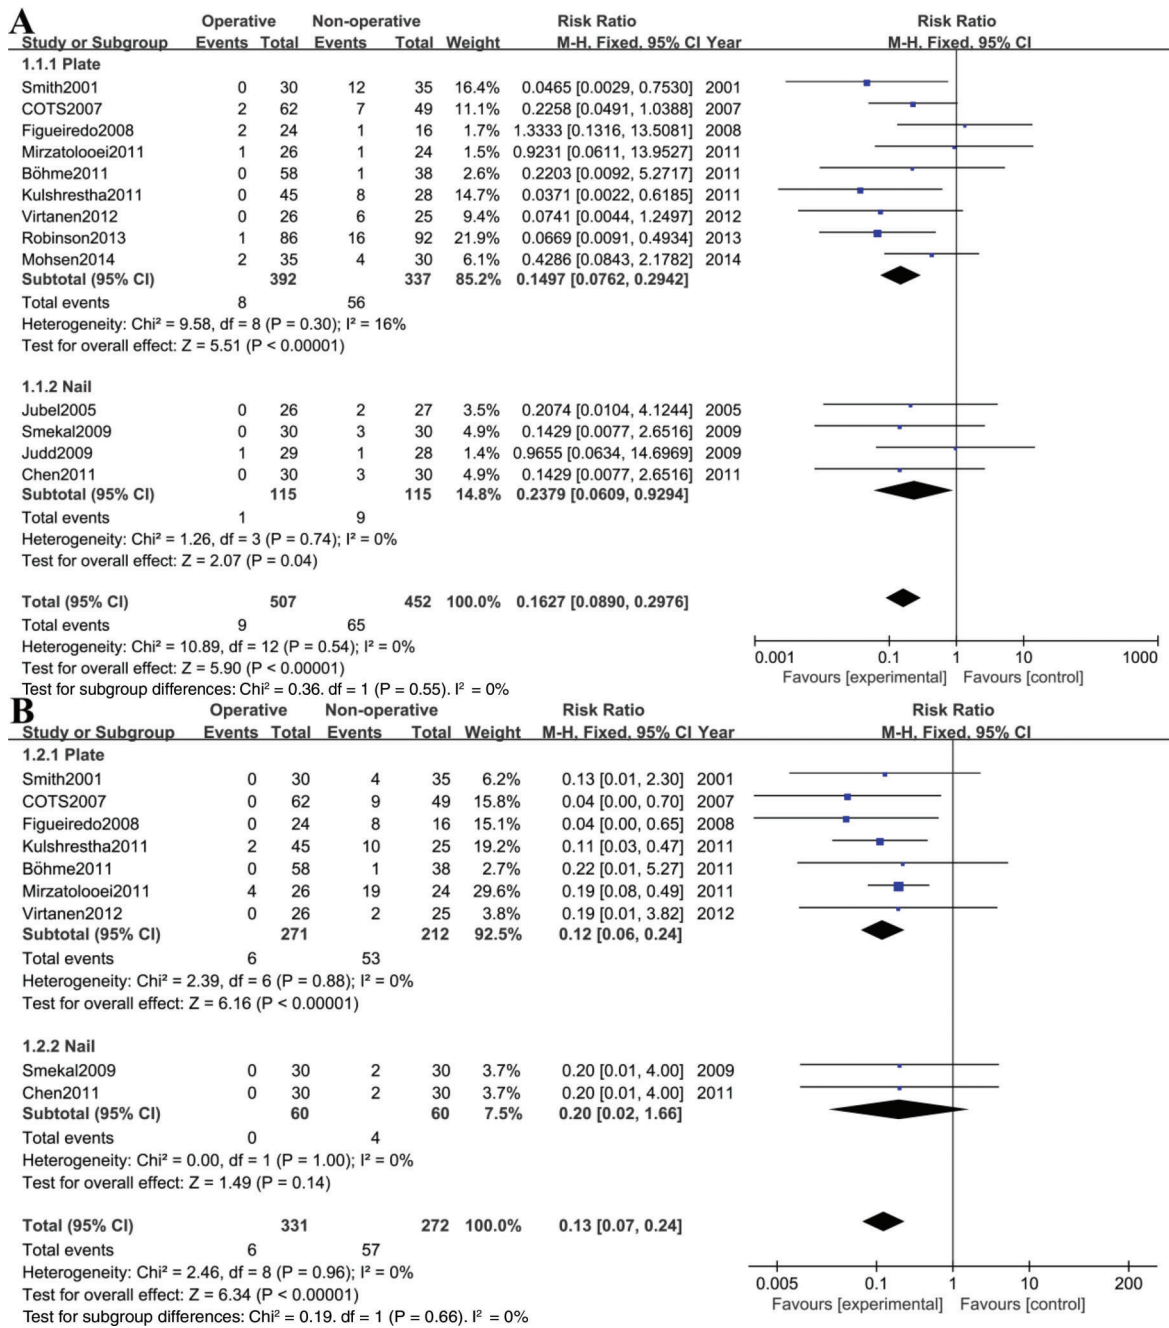 A
Operative Non-operative Risk Ratio Risk Ratio
Study or Subgroup Events Total Events Total Weight M-H, Fixed, 95% CI Year M-H, Fixed, 95% CI
1.1.1 Plate
Smith2001 0 30 12 35 16.4% 0.0465 [0.0029, 0.7530] 2001
COTS2007 2 62 7 49 11.1% 0.2258 [0.0491, 1.0388] 2007
Figueiredo2008 2 24 1 16 1.7% 1.3333 [0.1316, 13.5081] 2008
Mirzatolooei2011 1 26 1 24 1.5% 0.9231 [0.0611, 13.9527] 2011
Böhme2011 0 58 1 38 2.6% 0.2203 [0.0092, 5.2717] 2011
Kulshrestha2011 0 45 8 28 14.7% 0.0371 [0.0022, 0.6185] 2011
Virtanen2012 0 26 6 25 9.4% 0.0741 [0.0044, 1.2497] 2012
Robinson2013 1 86 16 92 21.9% 0.0669 [0.0091, 0.4934] 2013
Mohsen2014 2 35 4 30 6.1% 0.4286 [0.0843, 2.1782] 2014
Subtotal (95% CI) 392 337 85.2% 0.1497 [0.0762, 0.2942]
Total events 8 56
Heterogeneity: Chi² = 9.58, df = 8 (P = 0.30); I² = 16%
Test for overall effect: Z = 5.51 (P < 0.00001)
1.1.2 Nail
Jubel2005 0 26 2 27 3.5% 0.2074 [0.0104, 4.1244] 2005
Smekal2009 0 30 3 30 4.9% 0.1429 [0.0077, 2.6516] 2009
Judd2009 1 29 1 28 1.4% 0.9655 [0.0634, 14.6969] 2009
Chen2011 0 30 3 30 4.9% 0.1429 [0.0077, 2.6516] 2011
Subtotal (95% CI) 115 115 14.8% 0.2379 [0.0609, 0.9294]
Total events 1 9
Heterogeneity: Chi² = 1.26, df = 3 (P = 0.74); I² = 0%
Test for overall effect: Z = 2.07 (P = 0.04)
Total (95% CI) 507 452 100.0% 0.1627 [0.0890, 0.2976]
Total events 9 65
Heterogeneity: Chi² = 10.89, df = 12 (P = 0.54); I² = 0%
Test for overall effect: Z = 5.90 (P < 0.00001)
Test for subgroup differences: Chi² = 0.36. df = 1 (P = 0.55). I² = 0%
0.001 0.1 1 10 1000
Favours [experimental] Favours [control]
B
Operative Non-operative Risk Ratio Risk Ratio
Study or Subgroup Events Total Events Total Weight M-H, Fixed, 95% CI Year M-H, Fixed, 95% CI
1.2.1 Plate
Smith2001 0 30 4 35 6.2% 0.13 [0.01, 2.30] 2001
COTS2007 0 62 9 49 15.8% 0.04 [0.00, 0.70] 2007
Figueiredo2008 0 24 8 16 15.1% 0.04 [0.00, 0.65] 2008
Kulshrestha2011 2 45 10 25 19.2% 0.11 [0.03, 0.47] 2011
Böhme2011 0 58 1 38 2.7% 0.22 [0.01, 5.27] 2011
Mirzatolooei2011 4 26 19 24 29.6% 0.19 [0.08, 0.49] 2011
Virtanen2012 0 26 2 25 3.8% 0.19 [0.01, 3.82] 2012
Subtotal (95% CI) 271 212 92.5% 0.12 [0.06, 0.24]
Total events 6 53
Heterogeneity: Chi² = 2.39, df = 6 (P = 0.88); I² = 0%
Test for overall effect: Z = 6.16 (P < 0.00001)
1.2.2 Nail
Smekal2009 0 30 2 30 3.7% 0.20 [0.01, 4.00] 2009
Chen2011 0 30 2 30 3.7% 0.20 [0.01, 4.00] 2011
Subtotal (95% CI) 60 60 7.5% 0.20 [0.02, 1.66]
Total events 0 4
Heterogeneity: Chi² = 0.00, df = 1 (P = 1.00); I² = 0%
Test for overall effect: Z = 1.49 (P = 0.14)
Total (95% CI) 331 272 100.0% 0.13 [0.07, 0.24]
Total events 6 57
Heterogeneity: Chi² = 2.46, df = 8 (P = 0.96); I² = 0%
Test for overall effect: Z = 6.34 (P < 0.00001)
Test for subgroup differences: Chi² = 0.19. df = 1 (P = 0.66). I² = 0%
0.005 0.1 1 10 200
Favours [experimental] Favours [control]